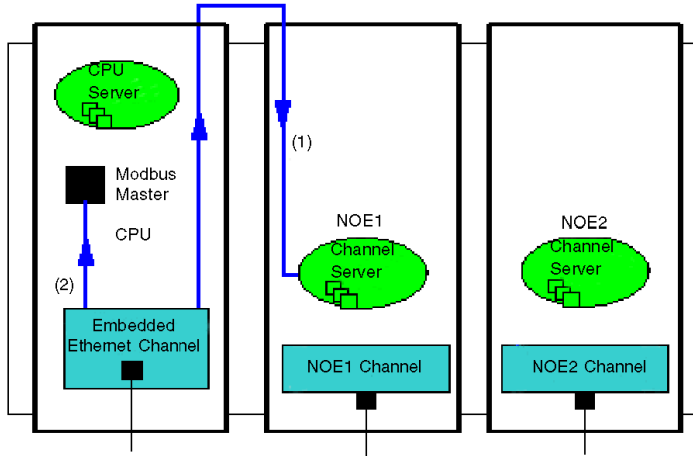 CPU
Server
Modbus
Master
CPU
(2)
Embedded
Ethernet Channel
(1)
NOE1
Channel
Server
NOE1 Channel
NOE2
Channel
Server
NOE2 Channel